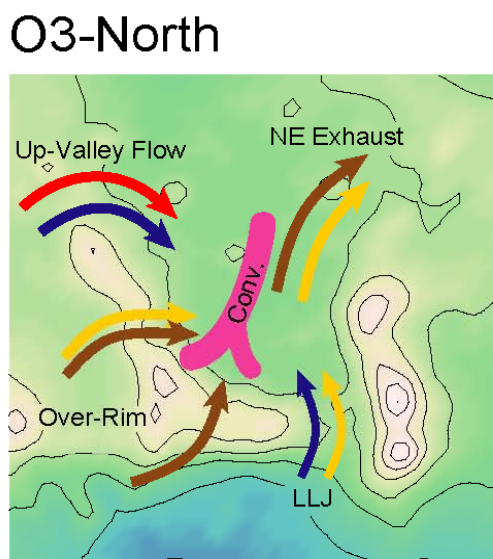 O3-North
NE Exhaust
Up-Valley Flow
Conv.
Over-Rim
LLJ